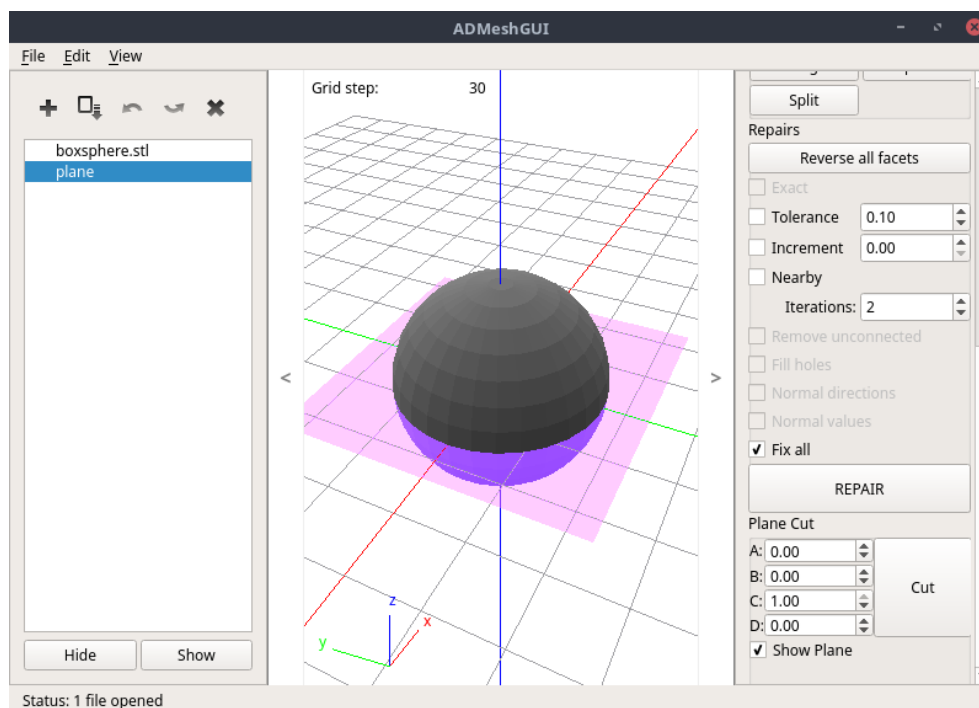 ADMeshGUI
File Edit View
boxsphere.stl
plane
Hide Show
Status: 1 file opened
Grid step: 30
<
>
z
x
y
Split
Repairs
Reverse all facets
Exact
Tolerance 0.10
Increment 0.00
Nearby
Iterations: 2
Remove unconnected
Fill holes
Normal directions
Normal values
Fix all
REPAIR
Plane Cut
A: 0.00
B: 0.00
C: 1.00
D: 0.00
Cut
Show Plane